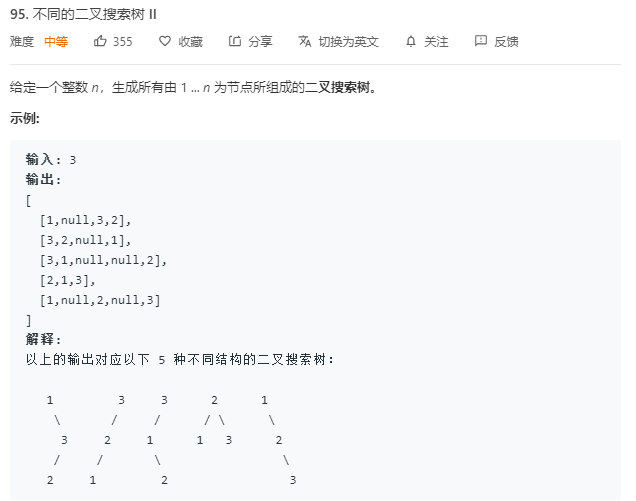 95. 不同的二叉搜索树 II
难度 中等 355 收藏 分享 切换为英文 关注 反馈
给定一个整数 n，生成所有由 1 ... n 为节点所组成的二叉搜索树。
示例:
输入: 3
输出:
[
[1,null,3,2],
[3,2,null,1],
[3,1,null,null,2],
[2,1,3],
[1,null,2,null,3]
]
解释:
以上的输出对应以下 5 种不同结构的二叉搜索树:
1 3 3 2 1
\ / / / \ \
3 2 1 1 3 2
/ / \ \
2 1 2 3